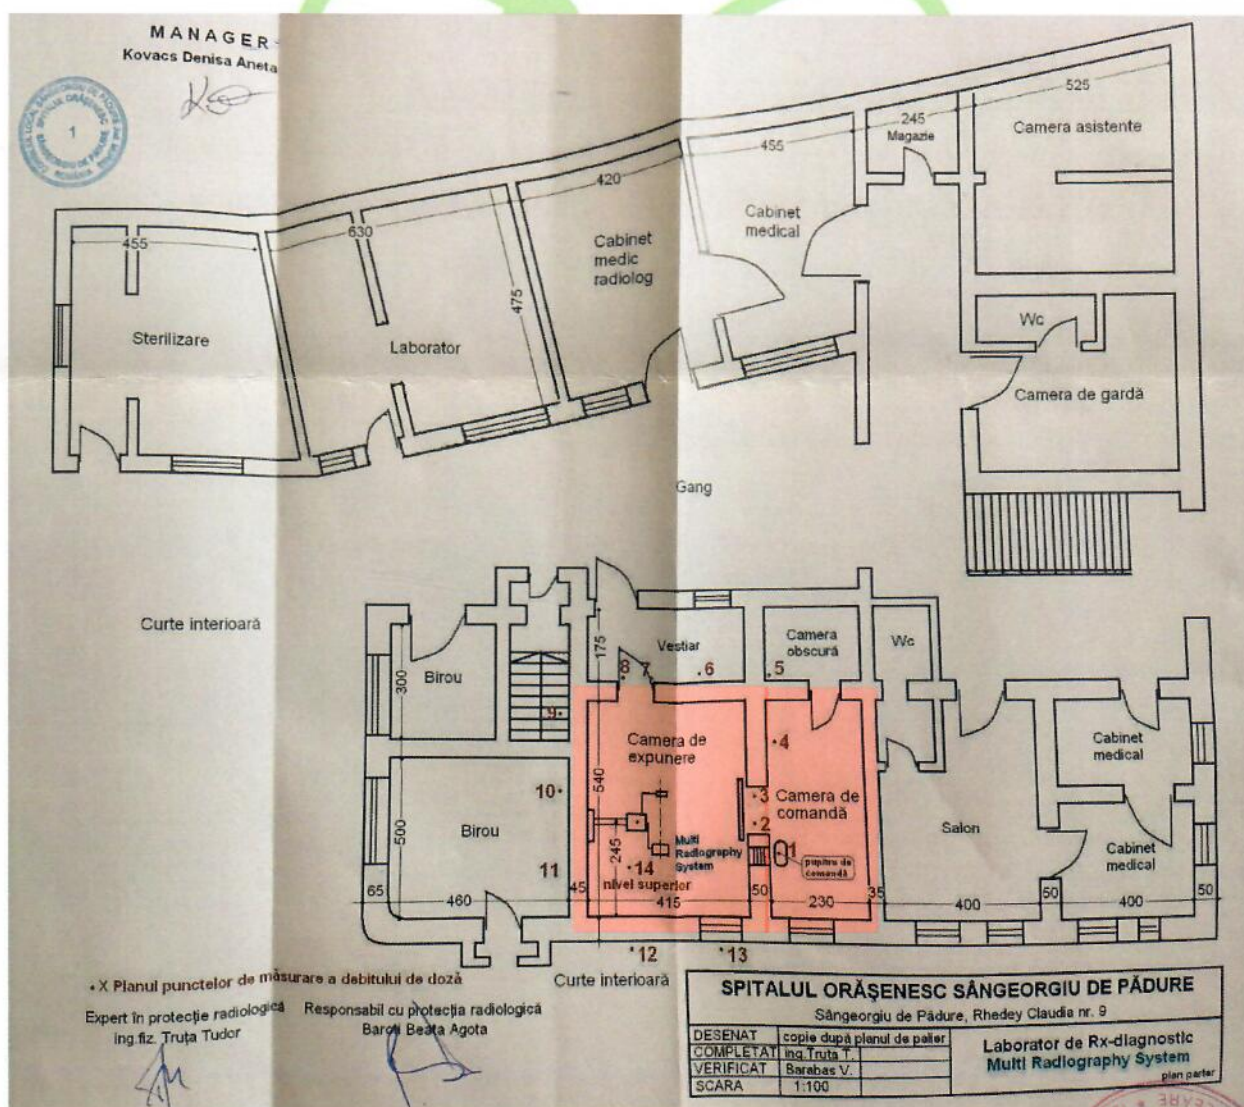 MANAGER
Kovacs Denisa Aneta
1
SPITALUL ORĂȘENESC
ROMÂNIA
525
245
Magazie
Camera asistente
455
420
630
455
Cabinet
medical
Cabinet
medic
radiolog
475
Sterilizare
Laborator
Wc
Camera de gardă
Gang
Curte interioară
Birou
300
175
Vestiar
Camera
obscură
Wc
8
7
6
5
9
Camera de
expunere
4
Cabinet
medical
10
540
3
2
Camera de
comandă
500
Birou
245
Multi
Radiography
System
1
pupitru de
comandă
Salon
Cabinet
medical
11
14
nivel superior
65
460
45
415
50
230
35
400
50
400
50
12
13
Curte interioară
. X Planul punctelor de măsurare a debitului de doză
Expert în protecție radiologică
ing.fiz. Truța Tudor
Responsabil cu protecția radiologică
Baroti Beata Agota
SPITALUL ORĂȘENESC SÂNGEORGIU DE PĂDURE
Sângeorgiu de Pădure, Rhedey Claudia nr. 9
DESENAT copie după planul de palier
COMPLETAT ing.Truța T.
VERIFICAT Barabas V.
SCARA 1:100
Laborator de Rx-diagnostic
Multi Radiography System
plan parter